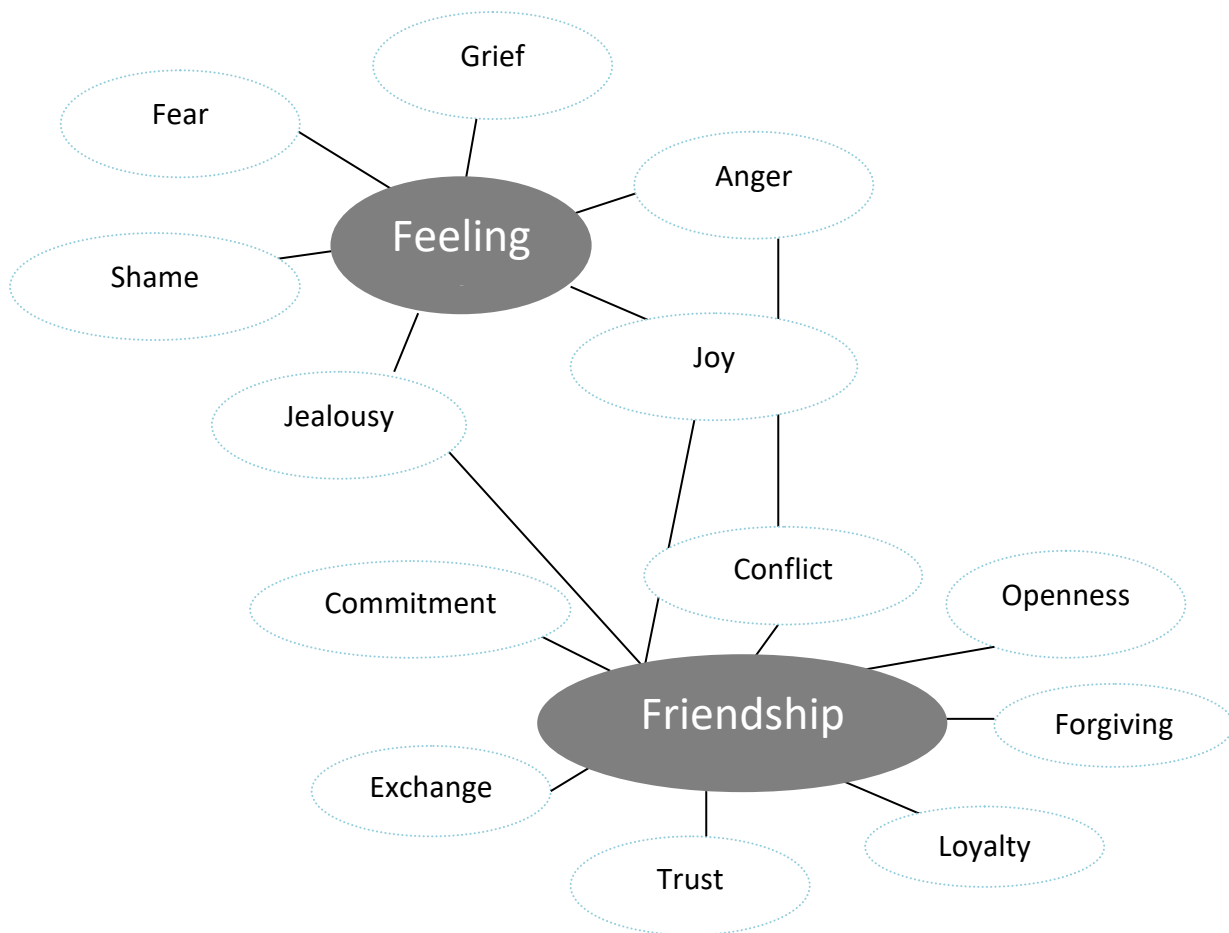 Grief
Fear
Anger
Feeling
Shame
Joy
Jealousy
Conflict
Openness
Commitment
Friendship
Forgiving
Exchange
Loyalty
Trust